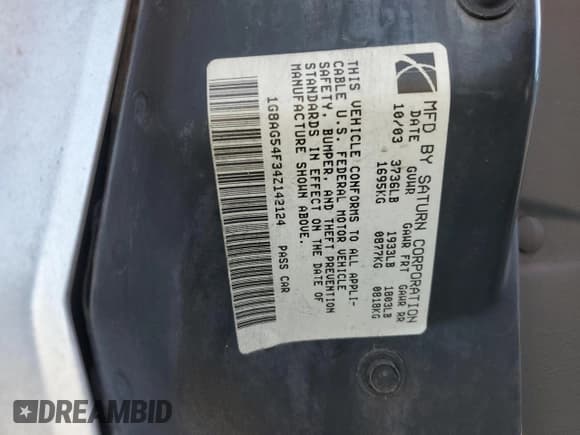 MFD BY SATURN CORPORATION
DATE GVWR GAWR FRT GAWR RR
10/03 3736LB 1933LB 1803LB
1695KG 0877KG 0818KG
THIS VEHICLE CONFORMS TO ALL APPLI-
CABLE U.S. FEDERAL MOTOR VEHICLE
SAFETY, BUMPER, AND THEFT PREVENTION
STANDARDS IN EFFECT ON THE DATE OF
MANUFACTURE SHOWN ABOVE.
1G8AG54F34Z142124 PASS CAR
DREAMBID